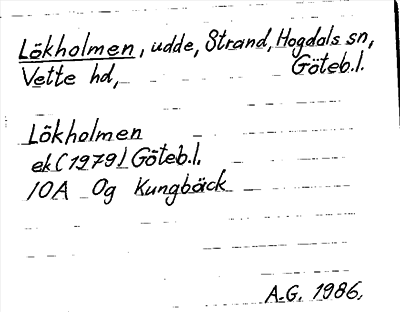 Lökholmen, udde, Strand, Hogdals sn,
Vette hd, Göteb.l.
Lökholmen
ek (1979) Göteb.l.
10A Og Kungbäck
A.G. 1986.